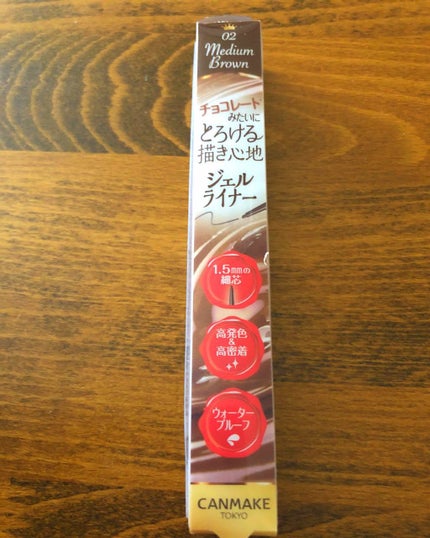 02
Medium
Brown
チョコレート
みたいに
とろける
描き心地
ジェル
ライナー
1.5mmの
細芯
高発色
&
高密着
ウォーター
プルーフ
CANMAKE
TOKYO